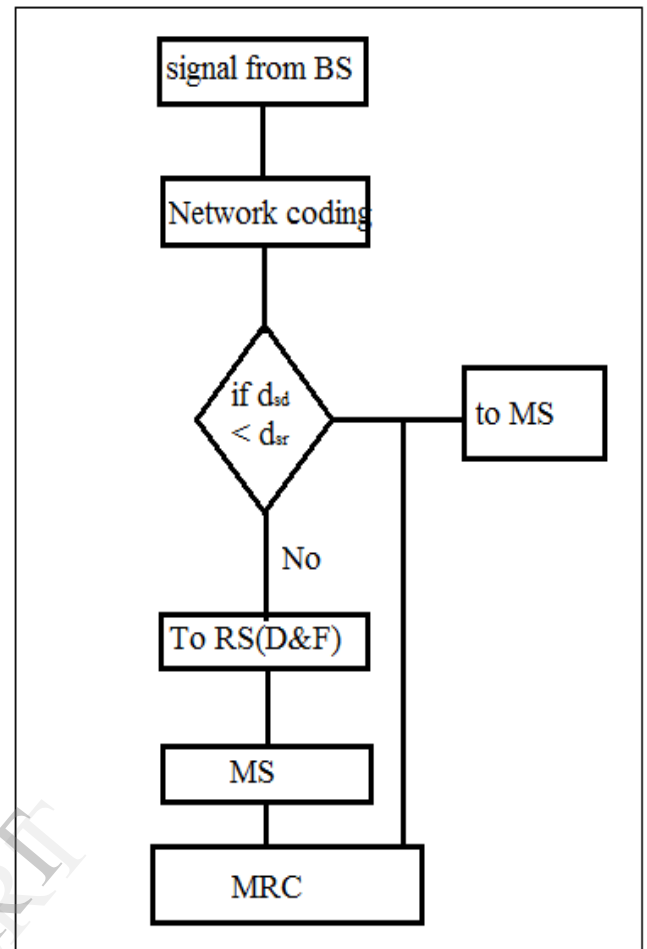 signal from BS
Network coding
if dsd
< dsr
to MS
No
To RS(D&F)
MS
MRC